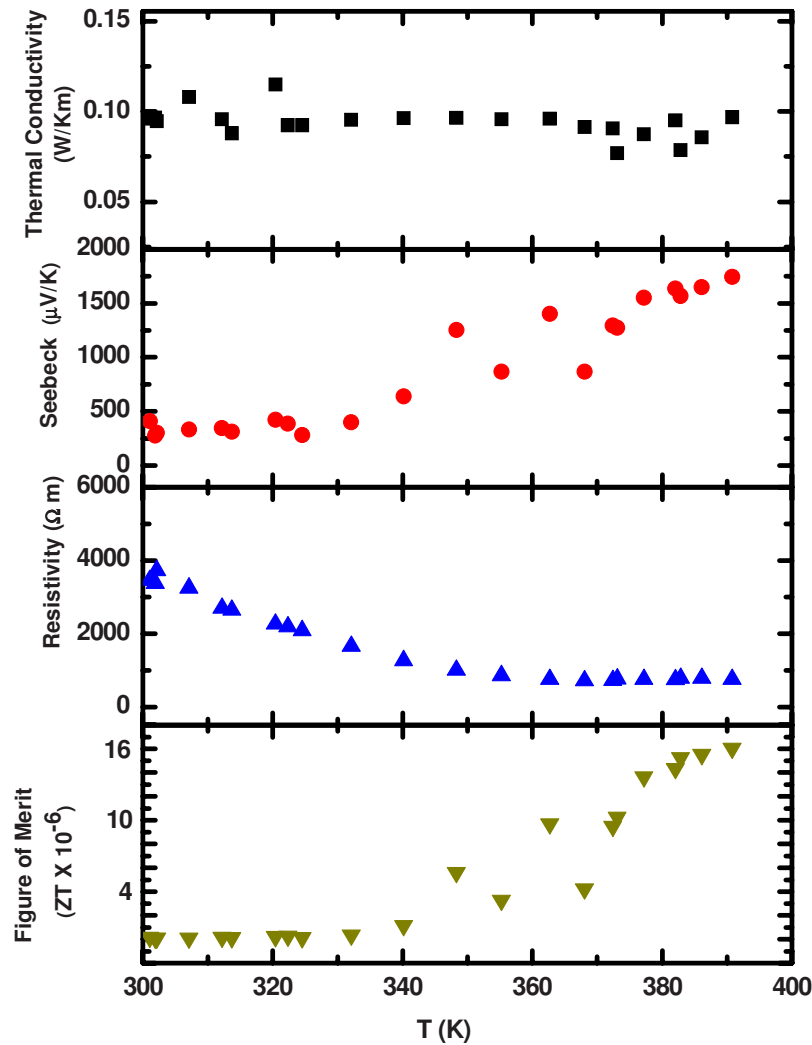 0.15
0.10
0.05
Thermal Conductivity
(W/Km)
2000
1500
1000
500
0
Seebeck (μV/K)
6000
4000
2000
0
Resistivity (Ω m)
16
10
4
Figure of Merit
(ZT X 10⁻⁶)
300 320 340 360 380 400
T (K)